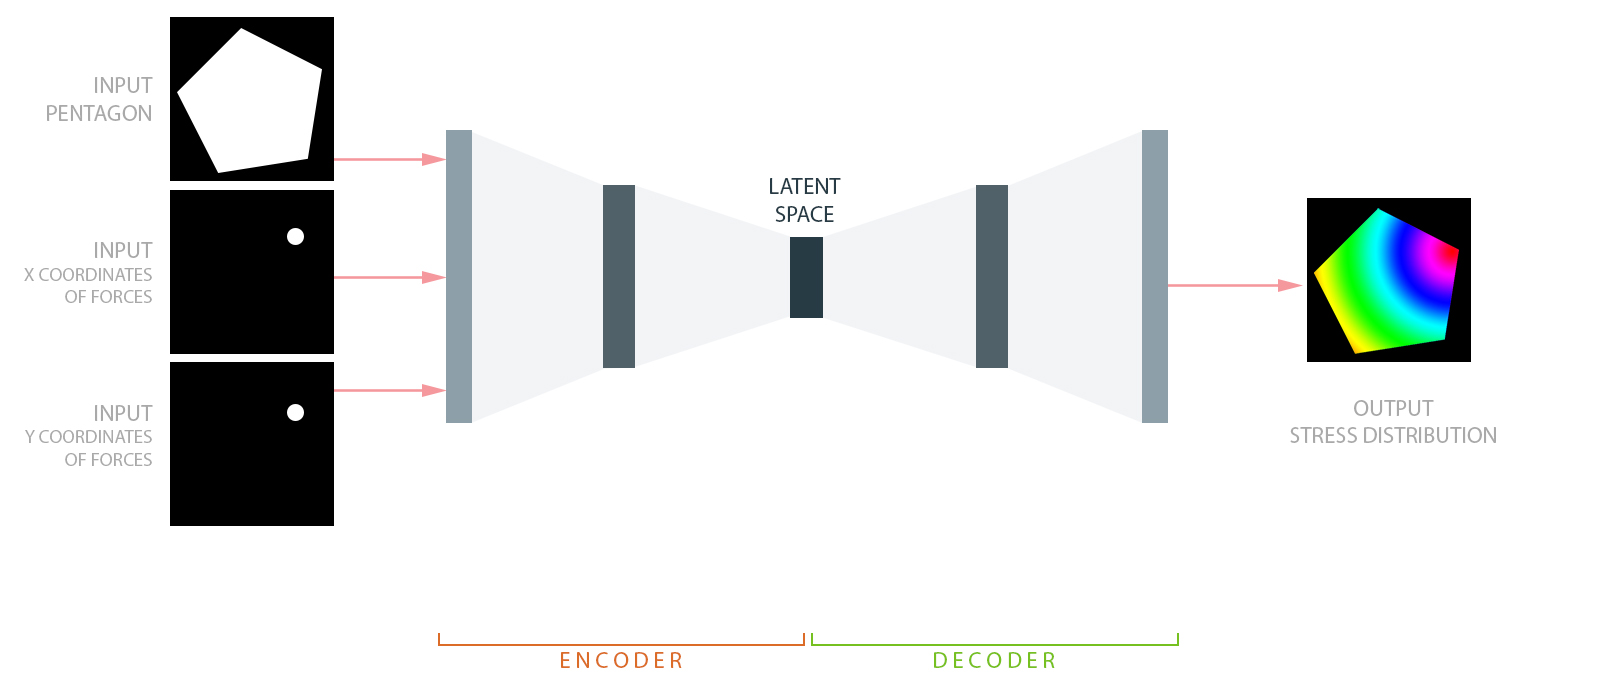 INPUT
PENTAGON
INPUT
X COORDINATES
OF FORCES
INPUT
Y COORDINATES
OF FORCES
LATENT
SPACE
OUTPUT
STRESS DISTRIBUTION
ENCODER
DECODER